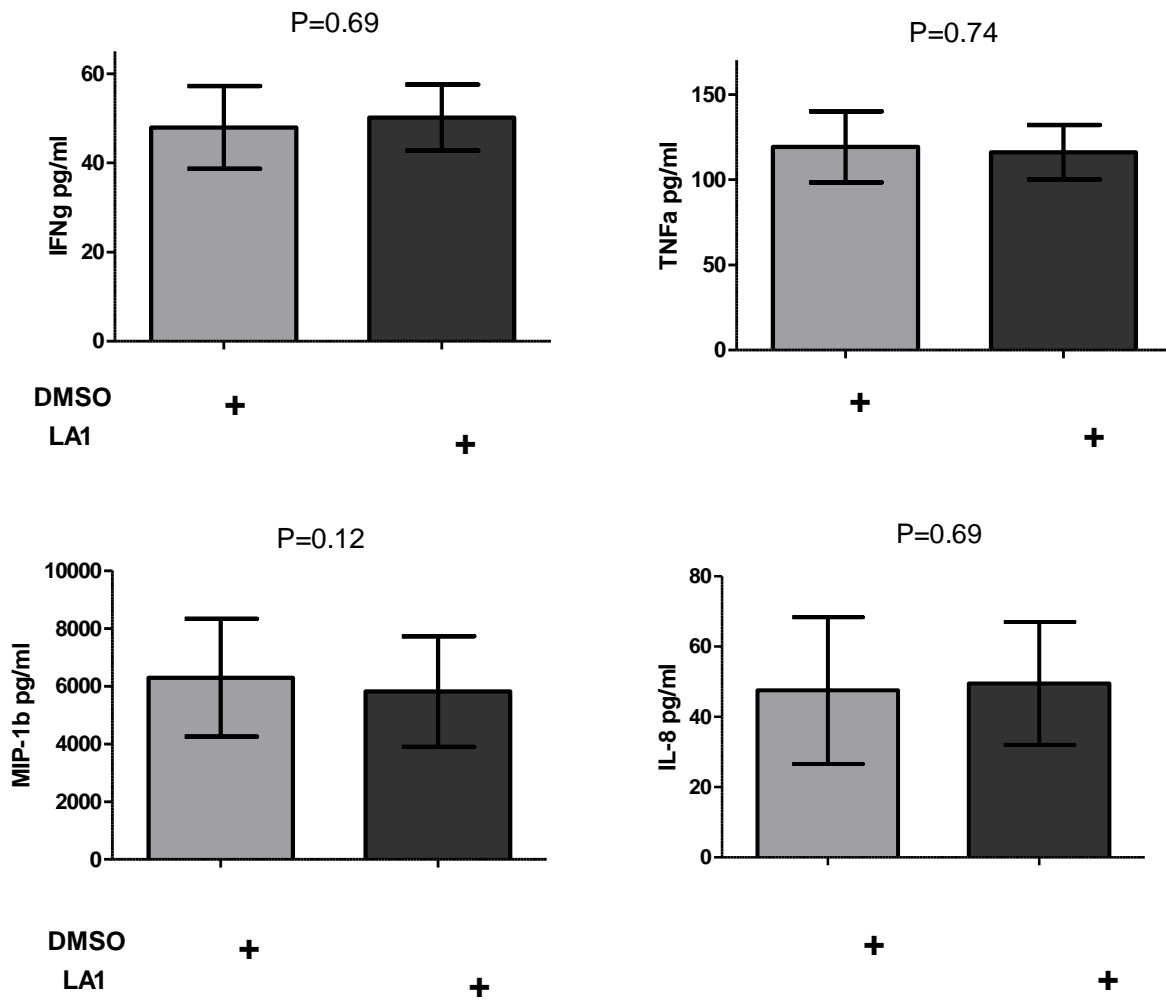 P=0.69
IFNg pg/ml
60
40
20
0
DMSO +
LA1 +
P=0.74
TNFa pg/ml
150
100
50
0
+
+
P=0.12
MIP-1b pg/ml
10000
8000
6000
4000
2000
0
DMSO +
LA1 +
P=0.69
IL-8 pg/ml
80
60
40
20
0
+
+